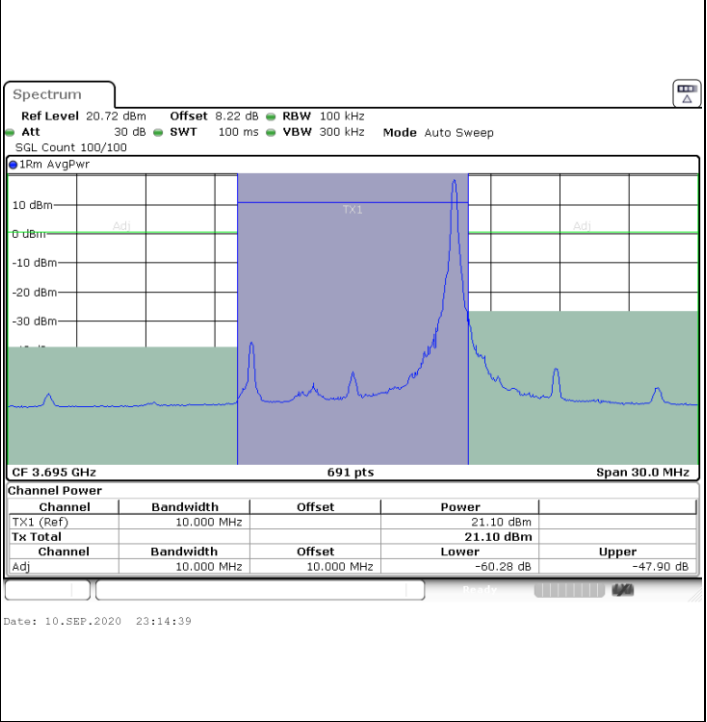 Spectrum
Ref Level 20.72 dBm Offset 8.22 dB RBW 100 kHz
Att 30 dB SWT 100 ms VBW 300 kHz Mode Auto Sweep
SGL Count 100/100
1Rm AvgPwr
10 dBm
TX1
Adj Adj
0 dBm
-10 dBm
-20 dBm
-30 dBm
CF 3.695 GHz 691 pts Span 30.0 MHz
Channel Power
Channel Bandwidth Offset Power
TX1 (Ref) 10.000 MHz 21.10 dBm
Tx Total 21.10 dBm
Channel Bandwidth Offset Lower Upper
Adj 10.000 MHz 10.000 MHz -60.28 dB -47.90 dB
Ready
Date: 10.SEP.2020 23:14:39